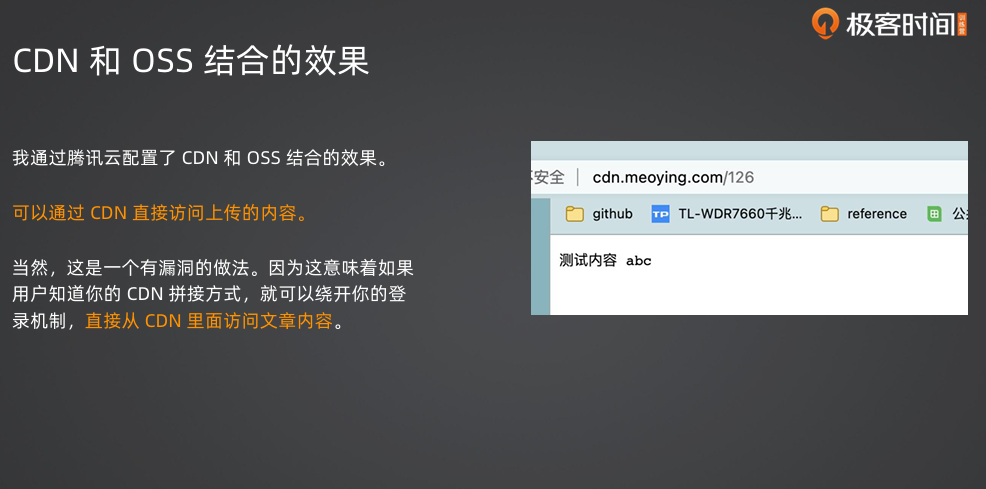 极客时间 训练营
CDN 和 OSS 结合的效果
我通过腾讯云配置了 CDN 和 OSS 结合的效果。
可以通过 CDN 直接访问上传的内容。
当然，这是一个有漏洞的做法。因为这意味着如果
用户知道你的 CDN 拼接方式，就可以绕开你的登
录机制，直接从 CDN 里面访问文章内容。
安全 | cdn.meoying.com/126
github TP TL-WDR7660千兆... reference
测试内容 abc